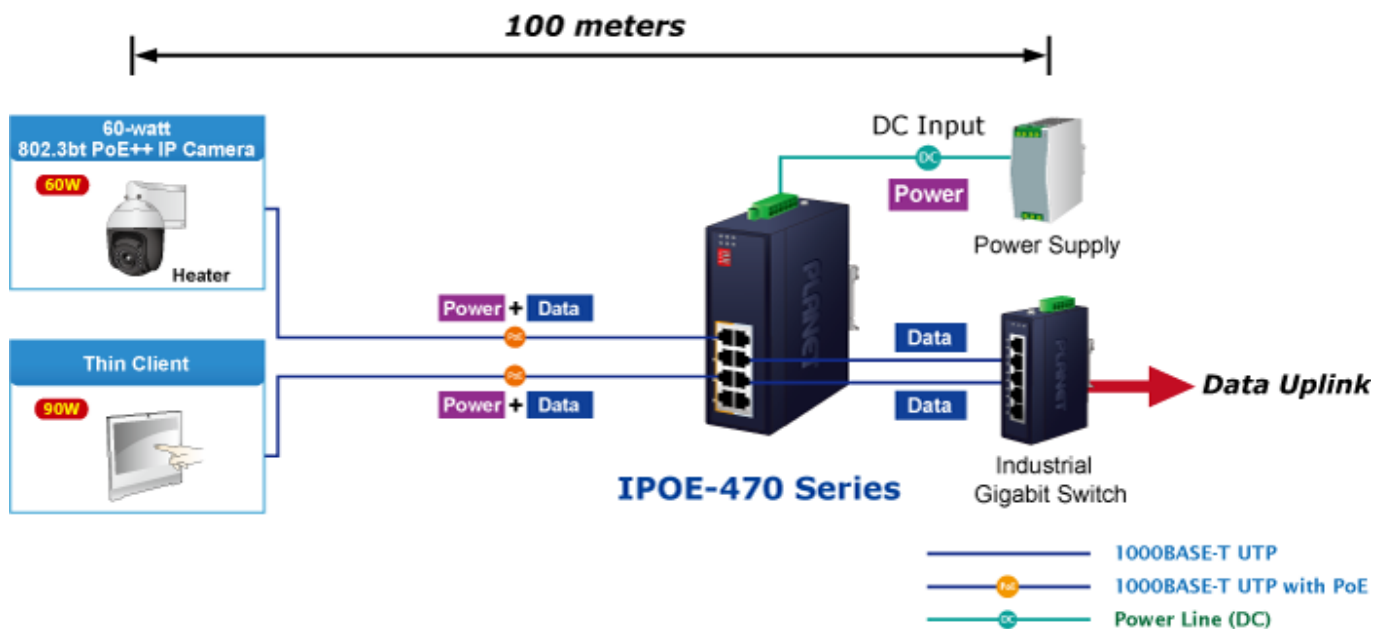 100 meters
60-watt
802.3bt PoE++ IP Camera
60W
Heater
DC Input
DC
Power
Power Supply
Power + Data
PoE
PLANET
Data
Thin Client
90W
PoE
Power + Data
Data
PLANET
Data Uplink
IPOE-470 Series
Industrial
Gigabit Switch
1000BASE-T UTP
PoE
1000BASE-T UTP with PoE
DC
Power Line (DC)